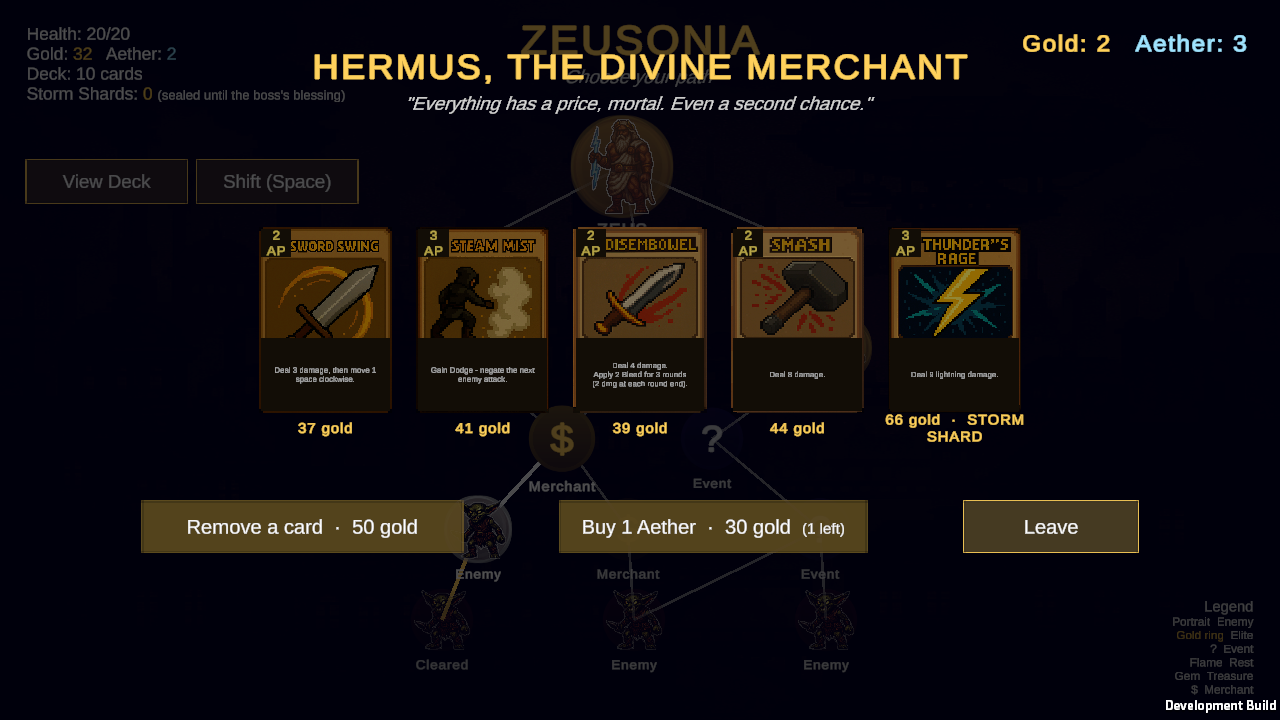 Health: 20/20
Gold: 32 Aether: 2
Deck: 10 cards
Storm Shards: 0 (sealed until the boss's blessing)
ZEUSONIA
Choose your path
HERMUS, THE DIVINE MERCHANT
"Everything has a price, mortal. Even a second chance."
Gold: 2 Aether: 3
View Deck
Shift (Space)
ZEUS
2 AP
SWORD SWING
Deal 3 damage, then move 1
space clockwise.
37 gold
3 AP
STEAM MIST
Gain Dodge - negate the next
enemy attack.
41 gold
2 AP
DISEMBOWEL
Deal 4 damage.
Apply 2 Bleed for 3 rounds
(2 dmg at each round end).
39 gold
2 AP
SMASH
Deal 8 damage.
44 gold
3 AP
THUNDER"S
RAGE
Deal 9 lightning damage.
66 gold · STORM
SHARD
$
Merchant
?
Event
Remove a card · 50 gold
Buy 1 Aether · 30 gold (1 left)
Leave
Enemy
Merchant
Event
Cleared
Enemy
Enemy
Legend
Portrait Enemy
Gold ring Elite
? Event
Flame Rest
Gem Treasure
$ Merchant
Development Build